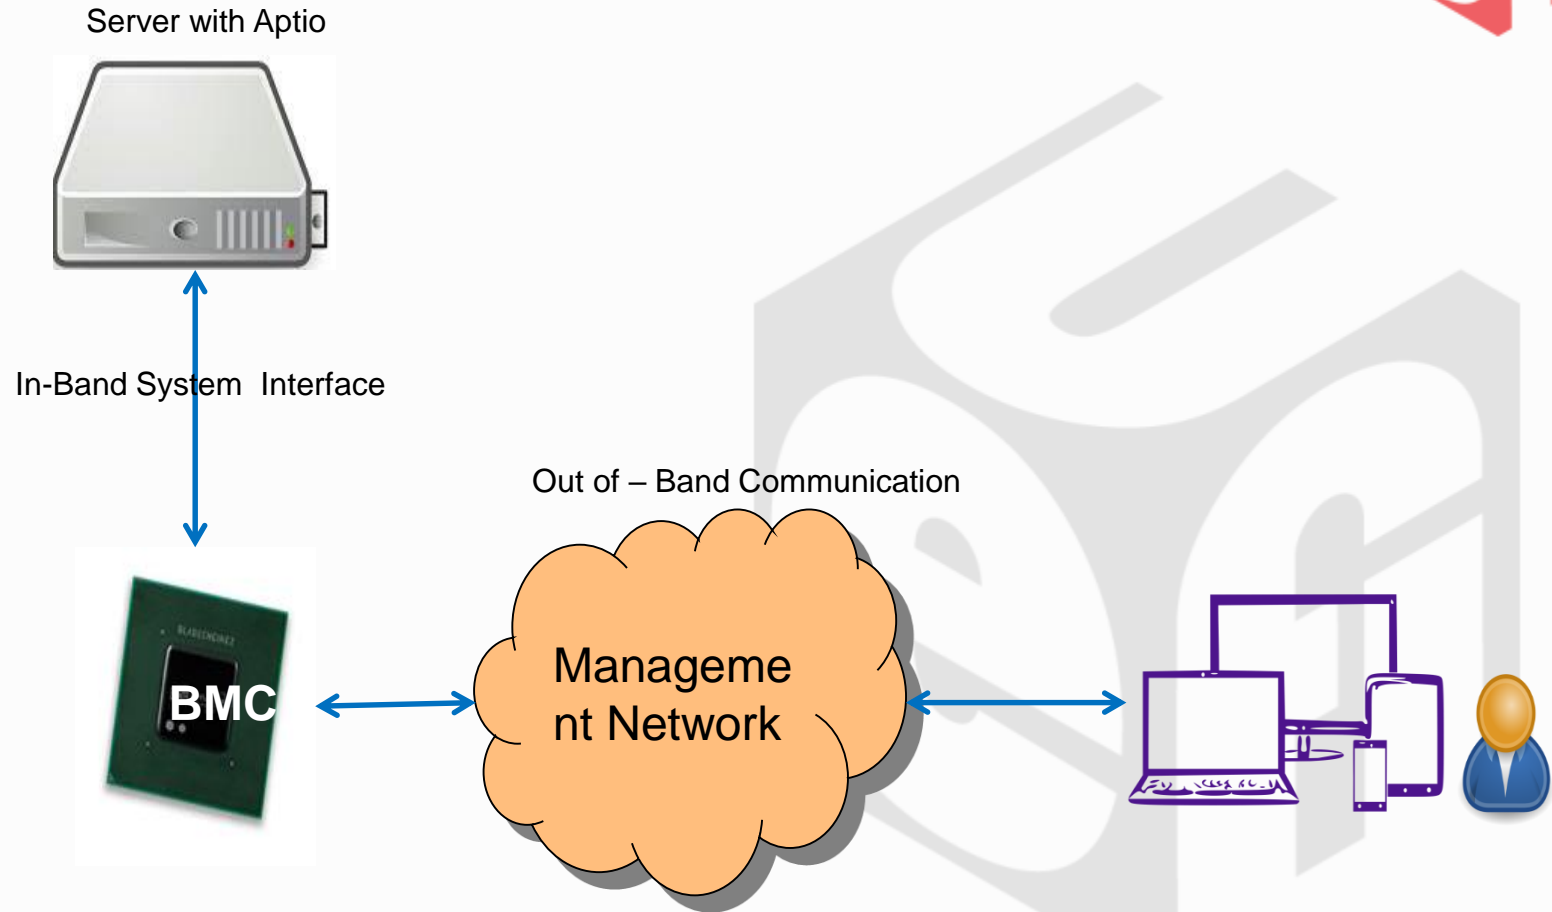 Server with Aptio
In-Band System  Interface
Out of – Band Communication
Manageme
nt Network
BMC